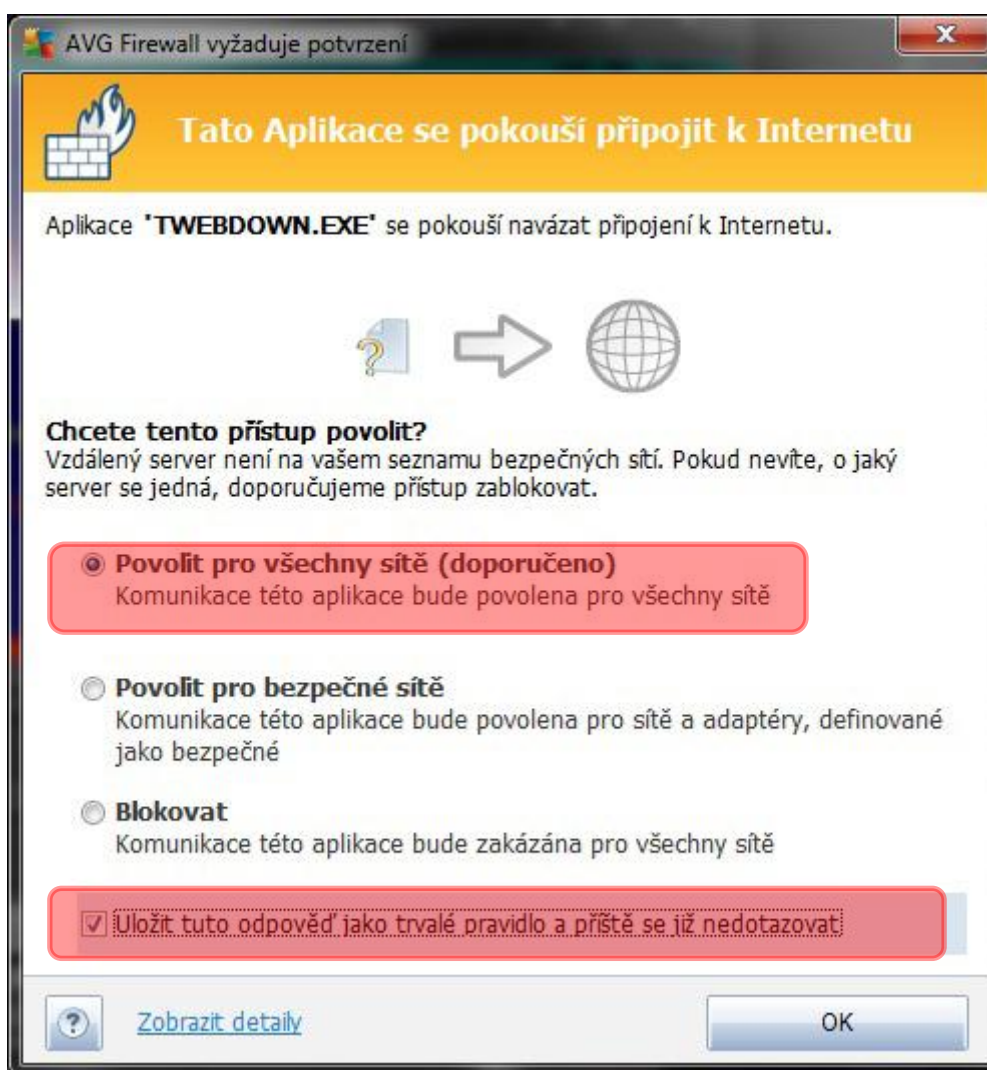 AVG Firewall vyžaduje potvrzení
Tato Aplikace se pokouší připojit k Internetu
Aplikace "TWEBDOWN.EXE" se pokouší navázat připojení k Internetu.
?
Chcete tento přístup povolit?
Vzdálený server není na vašem seznamu bezpečných sítí. Pokud nevíte, o jaký
server se jedná, doporučujeme přístup zablokovat.
Povolit pro všechny sítě (doporučeno)
Komunikace této aplikace bude povolena pro všechny sítě
Povolit pro bezpečné sítě
Komunikace této aplikace bude povolena pro sítě a adaptéry, definované
jako bezpečné
Blokovat
Komunikace této aplikace bude zakázána pro všechny sítě
Uložit tuto odpověď jako trvalé pravidlo a příště se již nedotazovat
? Zobrazit detaily OK